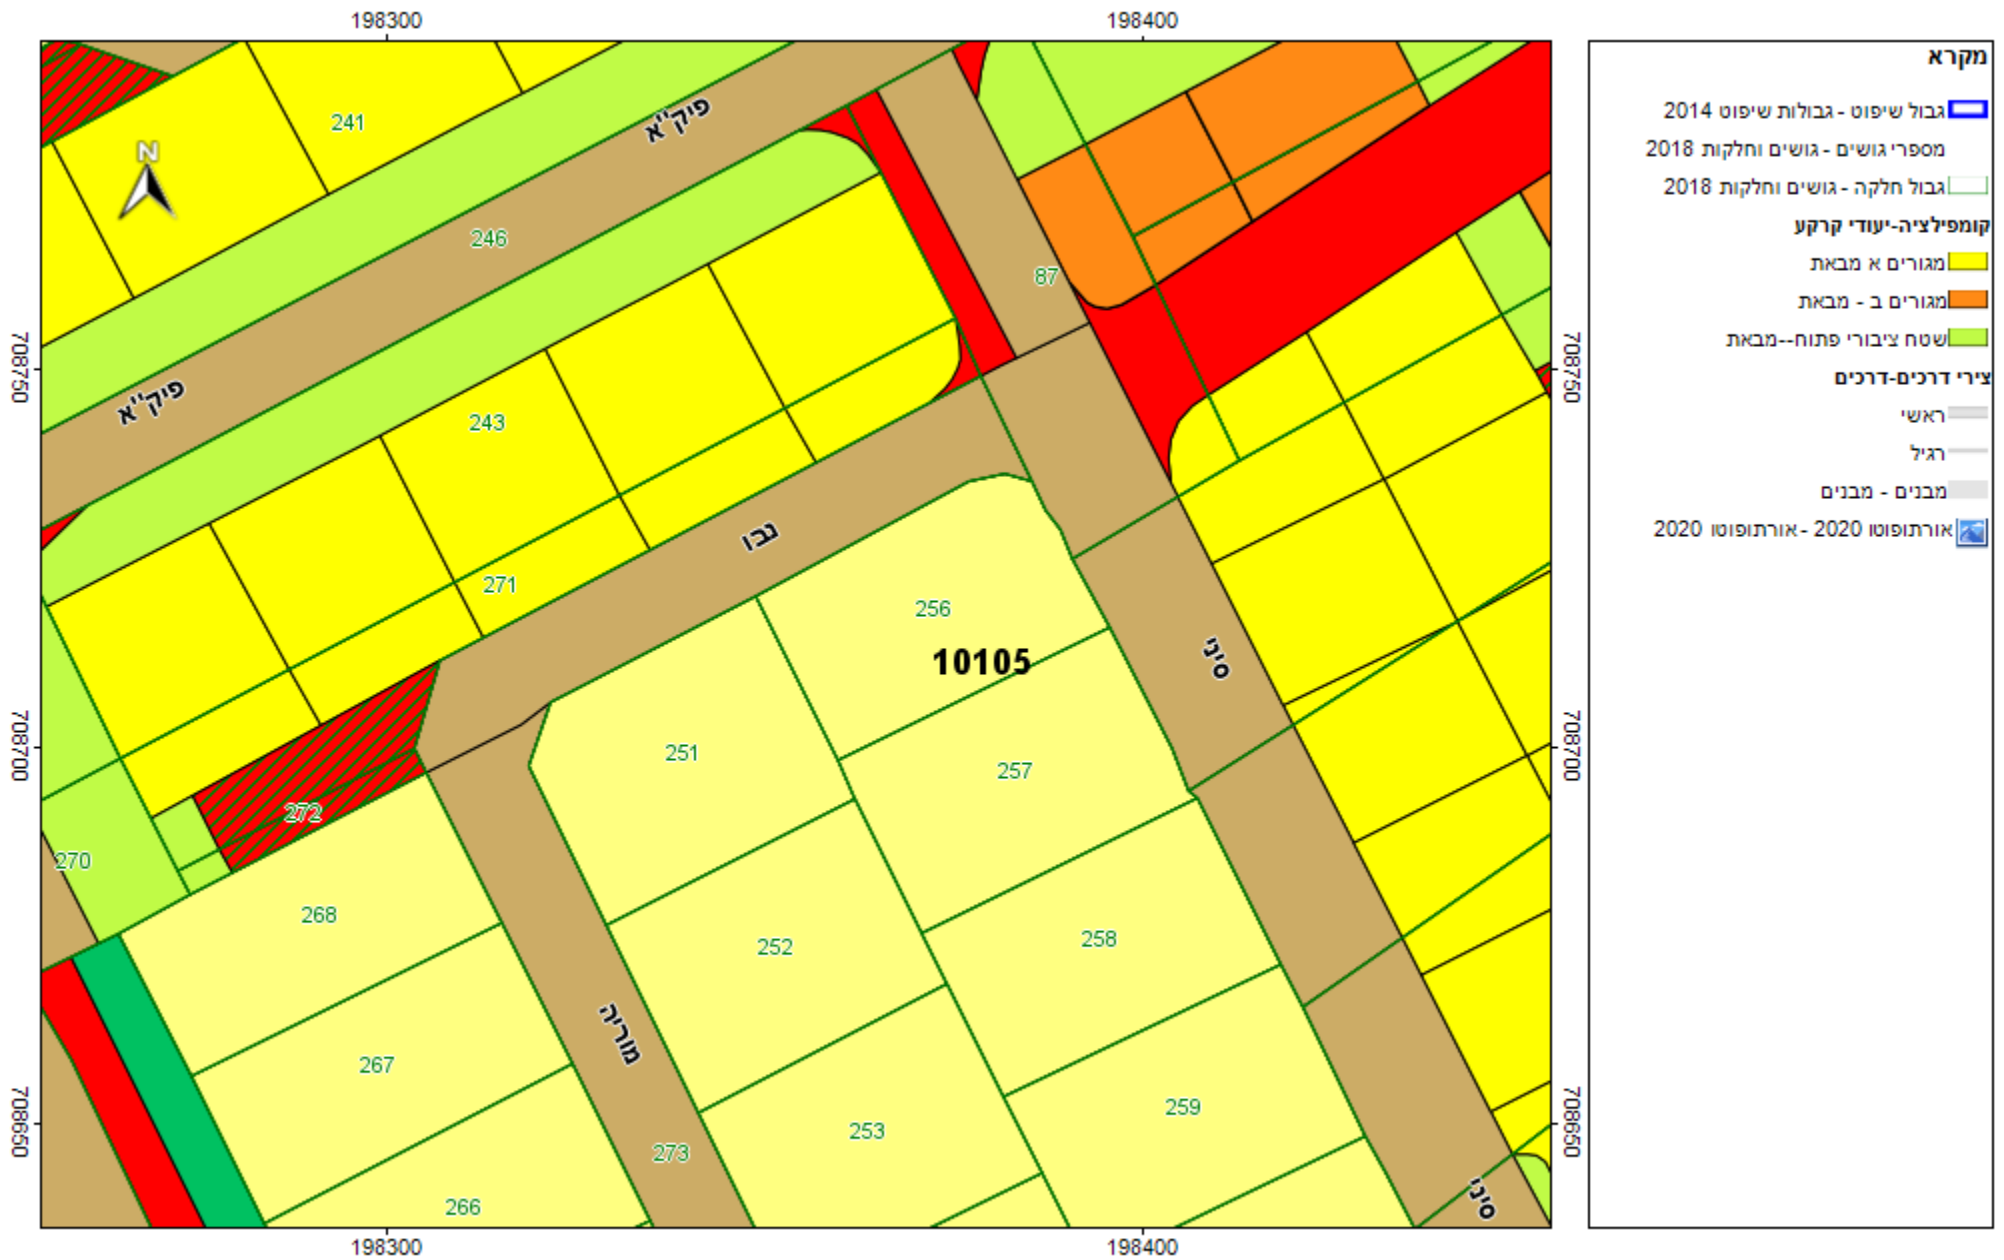 198300
198400
241
פיק''א
N
246
87
פיק''א
708750
708750
243
271
נבו
256
10105
סיני
251
257
708700
708700
272
270
268
252
258
מוריה
267
259
253
273
708650
708650
266
סיני
198300
198400
מקרא
גבול שיפוט - גבולות שיפוט 2014
מספרי גושים - גושים וחלקות 2018
גבול חלקה - גושים וחלקות 2018
קומפילציה-יעודי קרקע
מגורים א מבאת
מגורים ב - מבאת
שטח ציבורי פתוח--מבאת
צירי דרכים-דרכים
ראשי
רגיל
מבנים - מבנים
אורתופוטו 2020 - אורתופוטו 2020